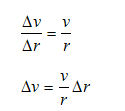 Δv/Δr = v/r
Δv = v/r Δr